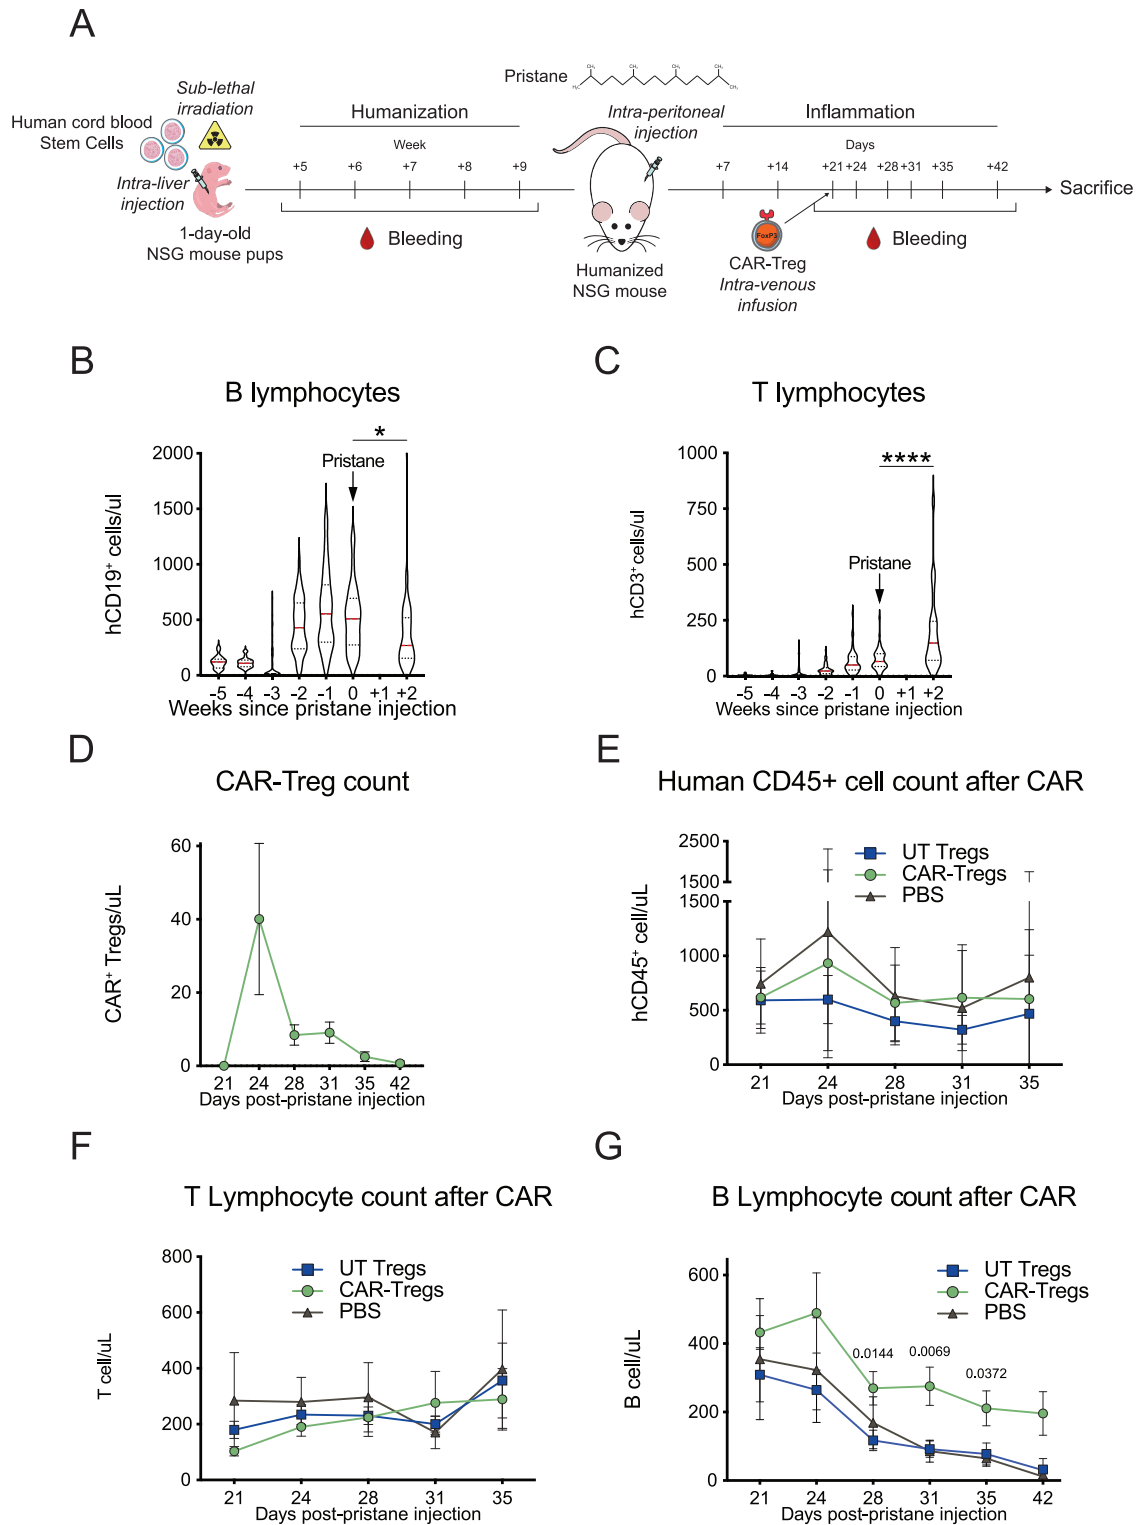 A
Pristane
CH₃ CH₃ CH₃ CH₃
H₃C CH₃
Sub-lethal
irradiation
Human cord blood
Stem Cells
Intra-liver
injection
1-day-old
NSG mouse pups
Humanization
Week
+5 +6 +7 +8 +9
Bleeding
Intra-peritoneal
injection
Humanized
NSG mouse
Inflammation
Days
+7 +14 +21 +24 +28 +31 +35 +42
Sacrifice
FoxP3
CAR-Treg
Intra-venous
infusion
Bleeding
B
B lymphocytes
hCD19⁺ cells/ul
2000
1500
1000
500
0
*
Pristane
-5 -4 -3 -2 -1 0 +1 +2
Weeks since pristane injection
C
T lymphocytes
hCD3⁺cells/ul
1000
750
500
250
0
****
Pristane
-5 -4 -3 -2 -1 0 +1 +2
Weeks since pristane injection
D
CAR-Treg count
CAR⁺ Tregs/uL
60
40
20
0
21 24 28 31 35 42
Days post-pristane injection
E
Human CD45+ cell count after CAR
hCD45⁺ cell/uL
2500
1500
1500
1000
500
0
UT Tregs
CAR-Tregs
PBS
21 24 28 31 35
Days post-pristane injection
F
T Lymphocyte count after CAR
T cell/uL
800
600
400
200
0
UT Tregs
CAR-Tregs
PBS
21 24 28 31 35
Days post-pristane injection
G
B Lymphocyte count after CAR
B cell/uL
600
400
200
0
UT Tregs
CAR-Tregs
PBS
0.0144 0.0069 0.0372
21 24 28 31 35 42
Days post-pristane injection